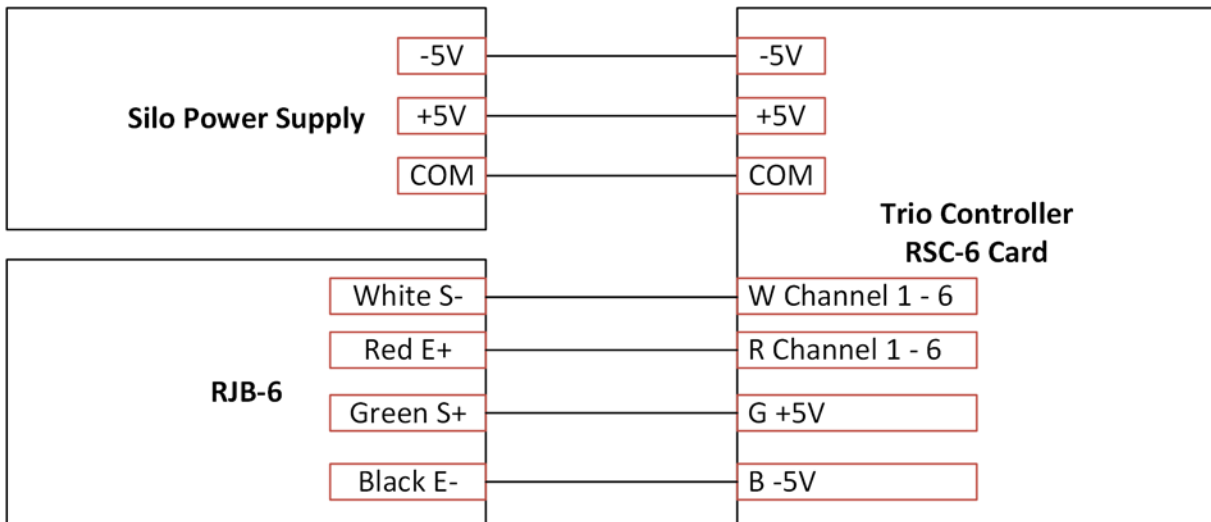 -5V
-5V
Silo Power Supply
+5V
+5V
COM
COM
Trio Controller
RSC-6 Card
White S-
W Channel 1 - 6
Red E+
R Channel 1 - 6
RJB-6
Green S+
G +5V
Black E-
B -5V